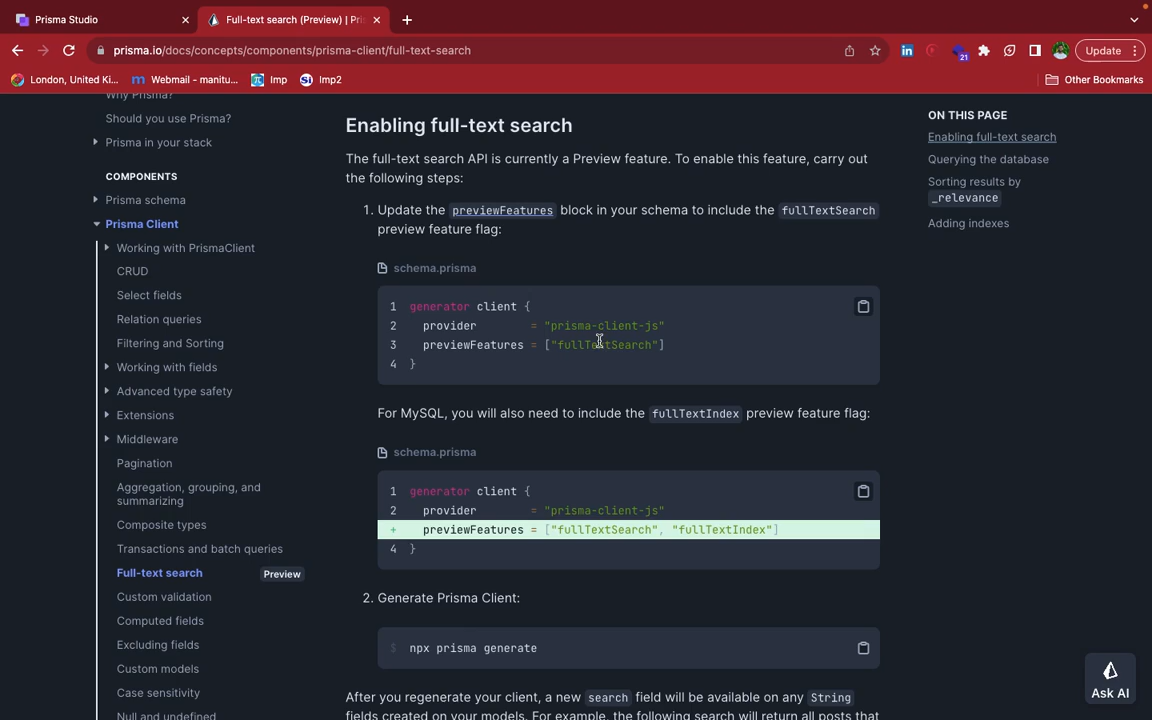 Prisma Studio
Full-text search (Preview) | Pris
prisma.io/docs/concepts/components/prisma-client/full-text-search
21
Update
London, United Ki...
Webmail – manitu...
Imp
Imp2
Other Bookmarks
Why Prisma?
Should you use Prisma?
Prisma in your stack
COMPONENTS
Prisma schema
Prisma Client
Working with PrismaClient
CRUD
Select fields
Relation queries
Filtering and Sorting
Working with fields
Advanced type safety
Extensions
Middleware
Pagination
Aggregation, grouping, and
summarizing
Composite types
Transactions and batch queries
Full-text search Preview
Custom validation
Computed fields
Excluding fields
Custom models
Case sensitivity
Null and undefined
Enabling full-text search
The full-text search API is currently a Preview feature. To enable this feature, carry out
the following steps:
1. Update the previewFeatures block in your schema to include the fullTextSearch
preview feature flag:
schema.prisma
1 generator client {
2 provider = "prisma-client-js"
3 previewFeatures = ["fullTextSearch"]
4 }
For MySQL, you will also need to include the fullTextIndex preview feature flag:
schema.prisma
1 generator client {
2 provider = "prisma-client-js"
+ previewFeatures = ["fullTextSearch", "fullTextIndex"]
4 }
2. Generate Prisma Client:
$ npx prisma generate
After you regenerate your client, a new search field will be available on any String
fields created on your models. For example, the following search will return all posts that
ON THIS PAGE
Enabling full-text search
Querying the database
Sorting results by
_relevance
Adding indexes
Ask AI